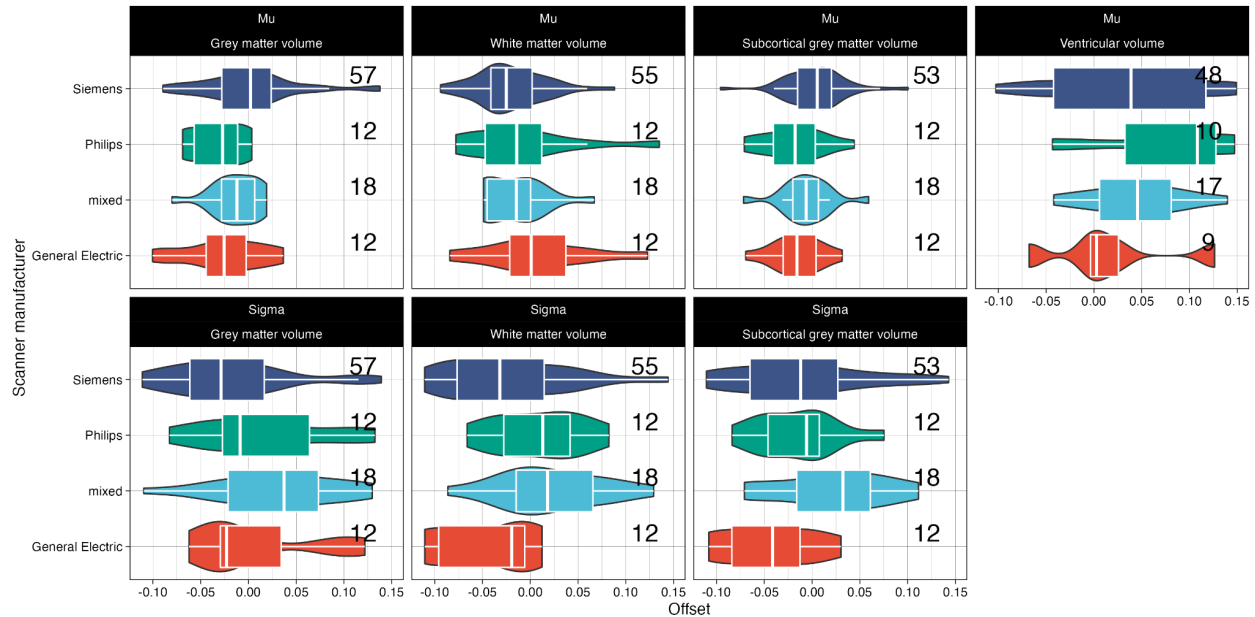 Mu Mu Mu Mu
Grey matter volume White matter volume Subcortical grey matter volume Ventricular volume
Siemens 57 55 53 48
Philips 12 12 12 10
mixed 18 18 18 17
General Electric 12 12 12 9
-0.10 -0.05 0.00 0.05 0.10 0.15
Sigma Sigma Sigma
Grey matter volume White matter volume Subcortical grey matter volume
Siemens 57 55 53
Philips 12 12 12
mixed 18 18 18
General Electric 12 12 12
-0.10 -0.05 0.00 0.05 0.10 0.15 -0.10 -0.05 0.00 0.05 0.10 0.15 -0.10 -0.05 0.00 0.05 0.10 0.15
Offset
Scanner manufacturer